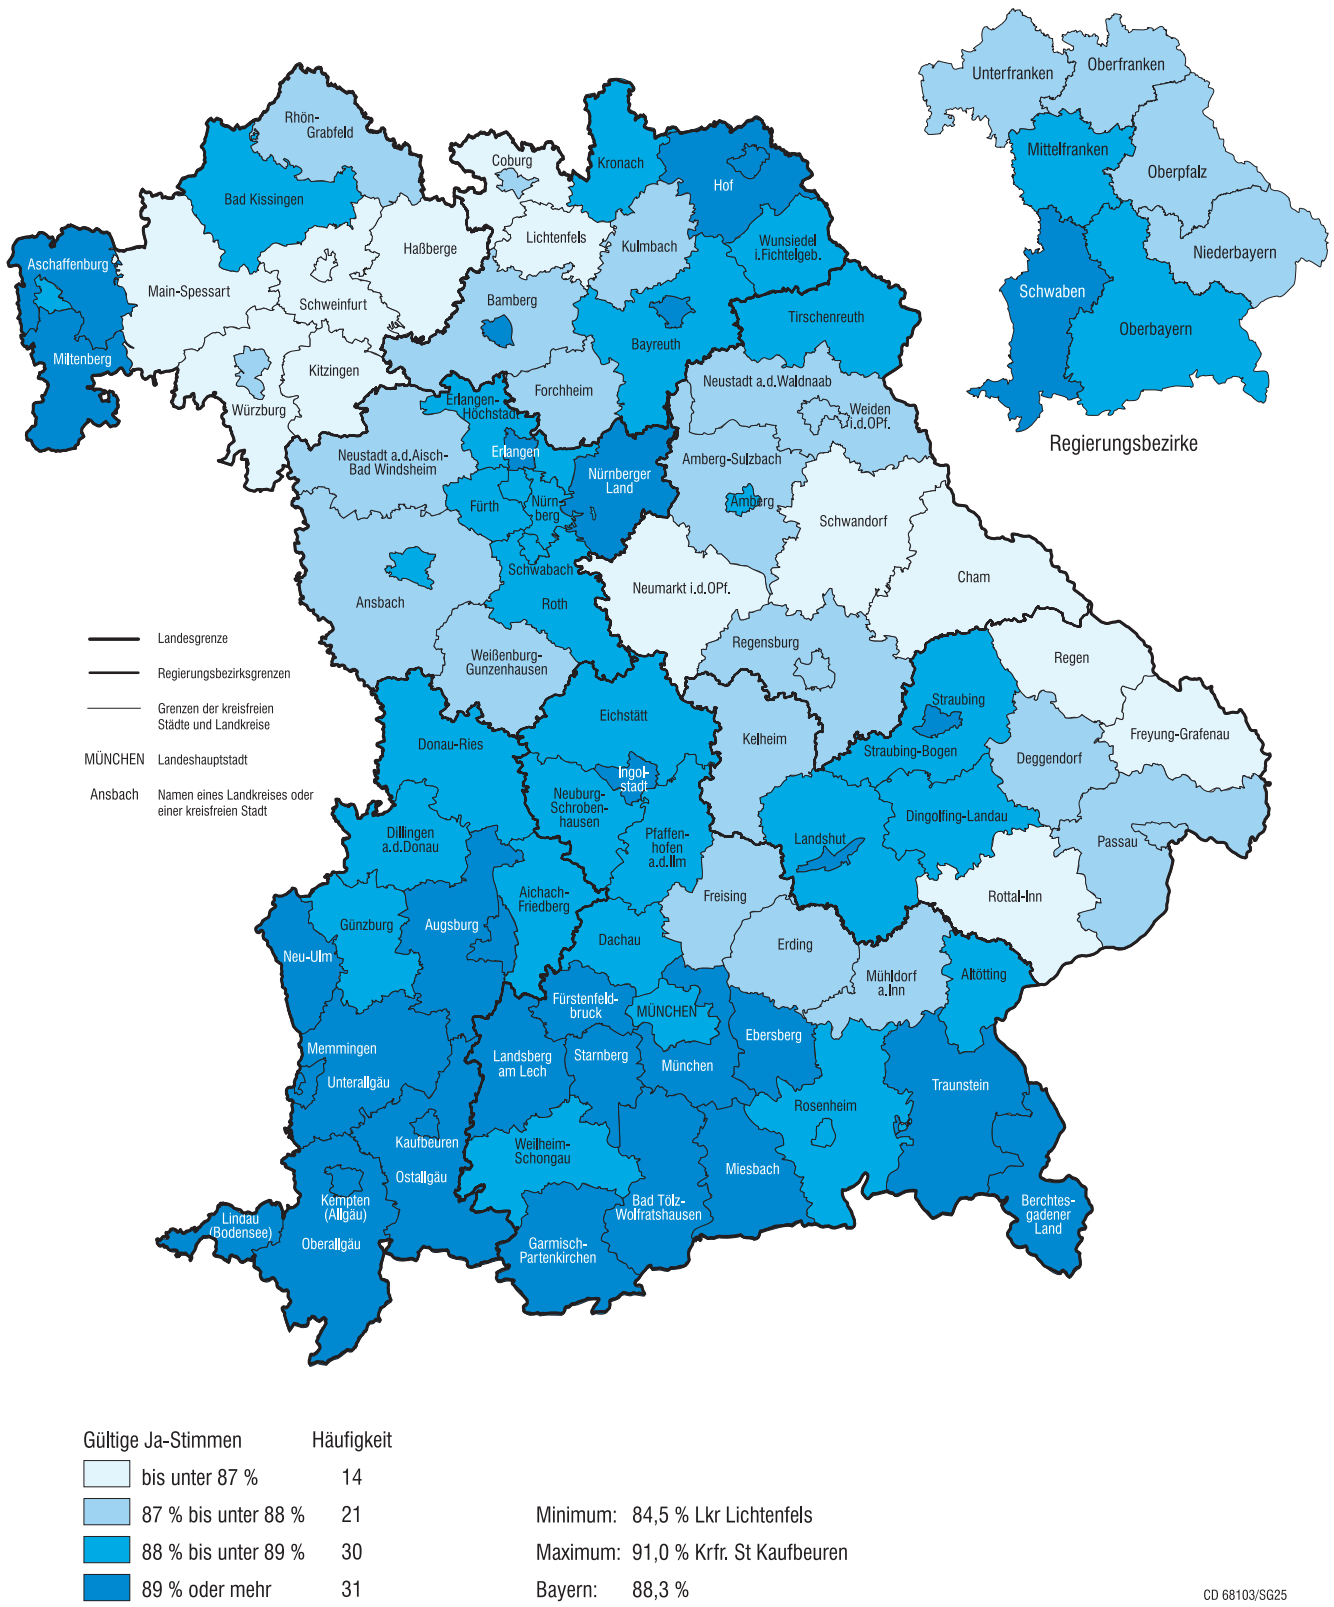 Unterfranken
Oberfranken
Mittelfranken
Oberpfalz
Niederbayern
Schwaben
Oberbayern
Regierungsbezirke
Rhön-
Grabfeld
Bad Kissingen
Coburg
Kronach
Hof
Lichtenfels
Kulmbach
Wunsiedel
i.Fichtelgeb.
Haßberge
Aschaffenburg
Main-Spessart
Schweinfurt
Bamberg
Tirschenreuth
Bayreuth
Miltenberg
Kitzingen
Würzburg
Forchheim
Neustadt a.d.Waldnaab
Weiden
i.d.OPf.
Erlangen-
Höchstadt
Erlangen
Neustadt a.d.Aisch-
Bad Windsheim
Nürnberger
Land
Amberg-Sulzbach
Amberg
Fürth
Nürn-
berg
Schwandorf
Schwabach
Cham
Neumarkt i.d.OPf.
Ansbach
Roth
Regensburg
Weißenburg-
Gunzenhausen
Regen
Landesgrenze
Regierungsbezirksgrenzen
Grenzen der kreisfreien
Städte und Landkreise
MÜNCHEN Landeshauptstadt
Ansbach Namen eines Landkreises oder
einer kreisfreien Stadt
Eichstätt
Straubing
Freyung-Grafenau
Donau-Ries
Kelheim
Straubing-Bogen
Deggendorf
Ingol-
stadt
Neuburg-
Schroben-
hausen
Dingolfing-Landau
Dillingen
a.d.Donau
Pfaffen-
hofen
a.d.Ilm
Landshut
Passau
Aichach-
Friedberg
Freising
Rottal-Inn
Günzburg
Augsburg
Dachau
Erding
Neu-Ulm
Mühldorf
a.Inn
Altötting
Fürstenfeld-
bruck
MÜNCHEN
Ebersberg
Memmingen
Landsberg
am Lech
Starnberg
München
Unterallgäu
Traunstein
Rosenheim
Kaufbeuren
Weilheim-
Schongau
Ostallgäu
Miesbach
Kempten
(Allgäu)
Bad Tölz-
Wolfratshausen
Berchtes-
gadener
Land
Lindau
(Bodensee)
Oberallgäu
Garmisch-
Partenkirchen
Gültige Ja-Stimmen Häufigkeit
bis unter 87 % 14
87 % bis unter 88 % 21
88 % bis unter 89 % 30
89 % oder mehr 31
Minimum: 84,5 % Lkr Lichtenfels
Maximum: 91,0 % Krfr. St Kaufbeuren
Bayern: 88,3 %
CD 68103/SG25